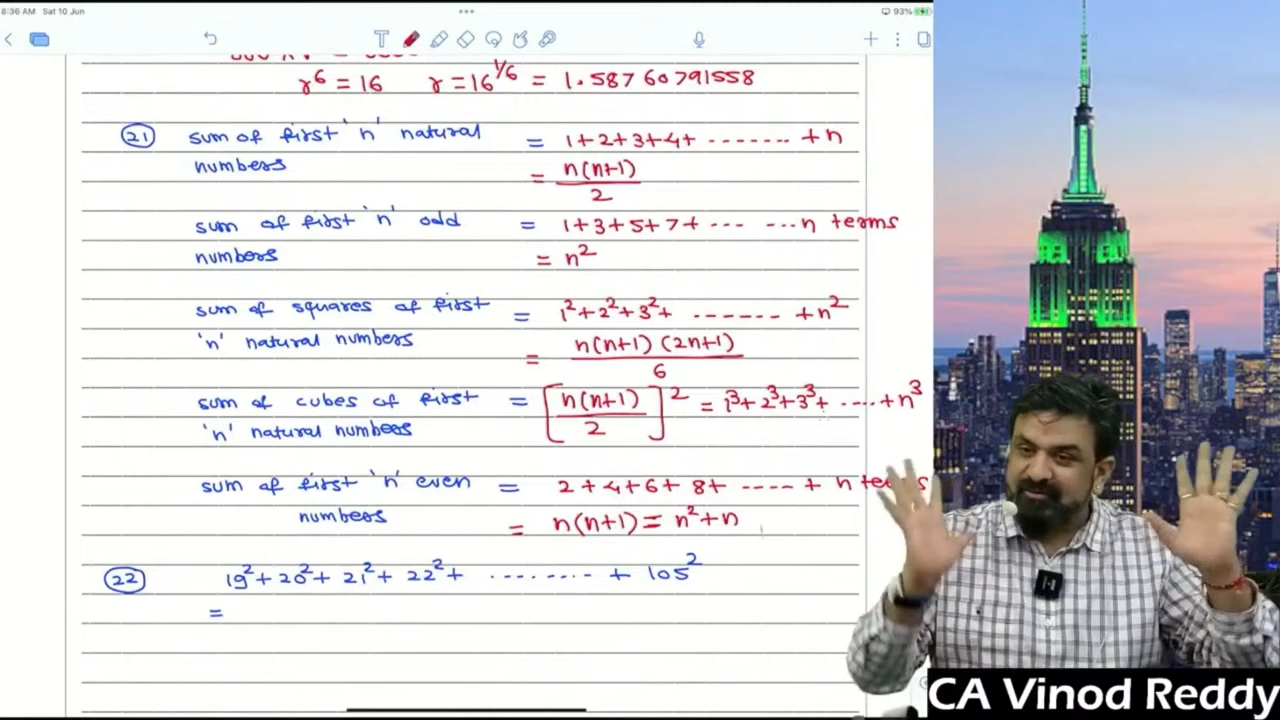 8:36 AM Sat 10 Jun
93%
r⁶ = 16 r = 16^1/6 = 1.58760791558
21 sum of first 'n' natural = 1+2+3+4+ ....... +n
numbers = n(n+1)/2
sum of first 'n' odd = 1+3+5+7+ .... ...n terms
numbers = n²
sum of squares of first = 1²+2²+3²+ ...... +n²
'n' natural numbers = n(n+1)(2n+1)/6
sum of cubes of first = [n(n+1)/2]² = 1³+2³+3³+ ....+n³
'n' natural numbers
sum of first 'n' even = 2+4+6+8+ .... + n terms
numbers = n(n+1) = n²+n
22 19²+20²+21²+22²+ ........ + 105²
=
CA Vinod Reddy